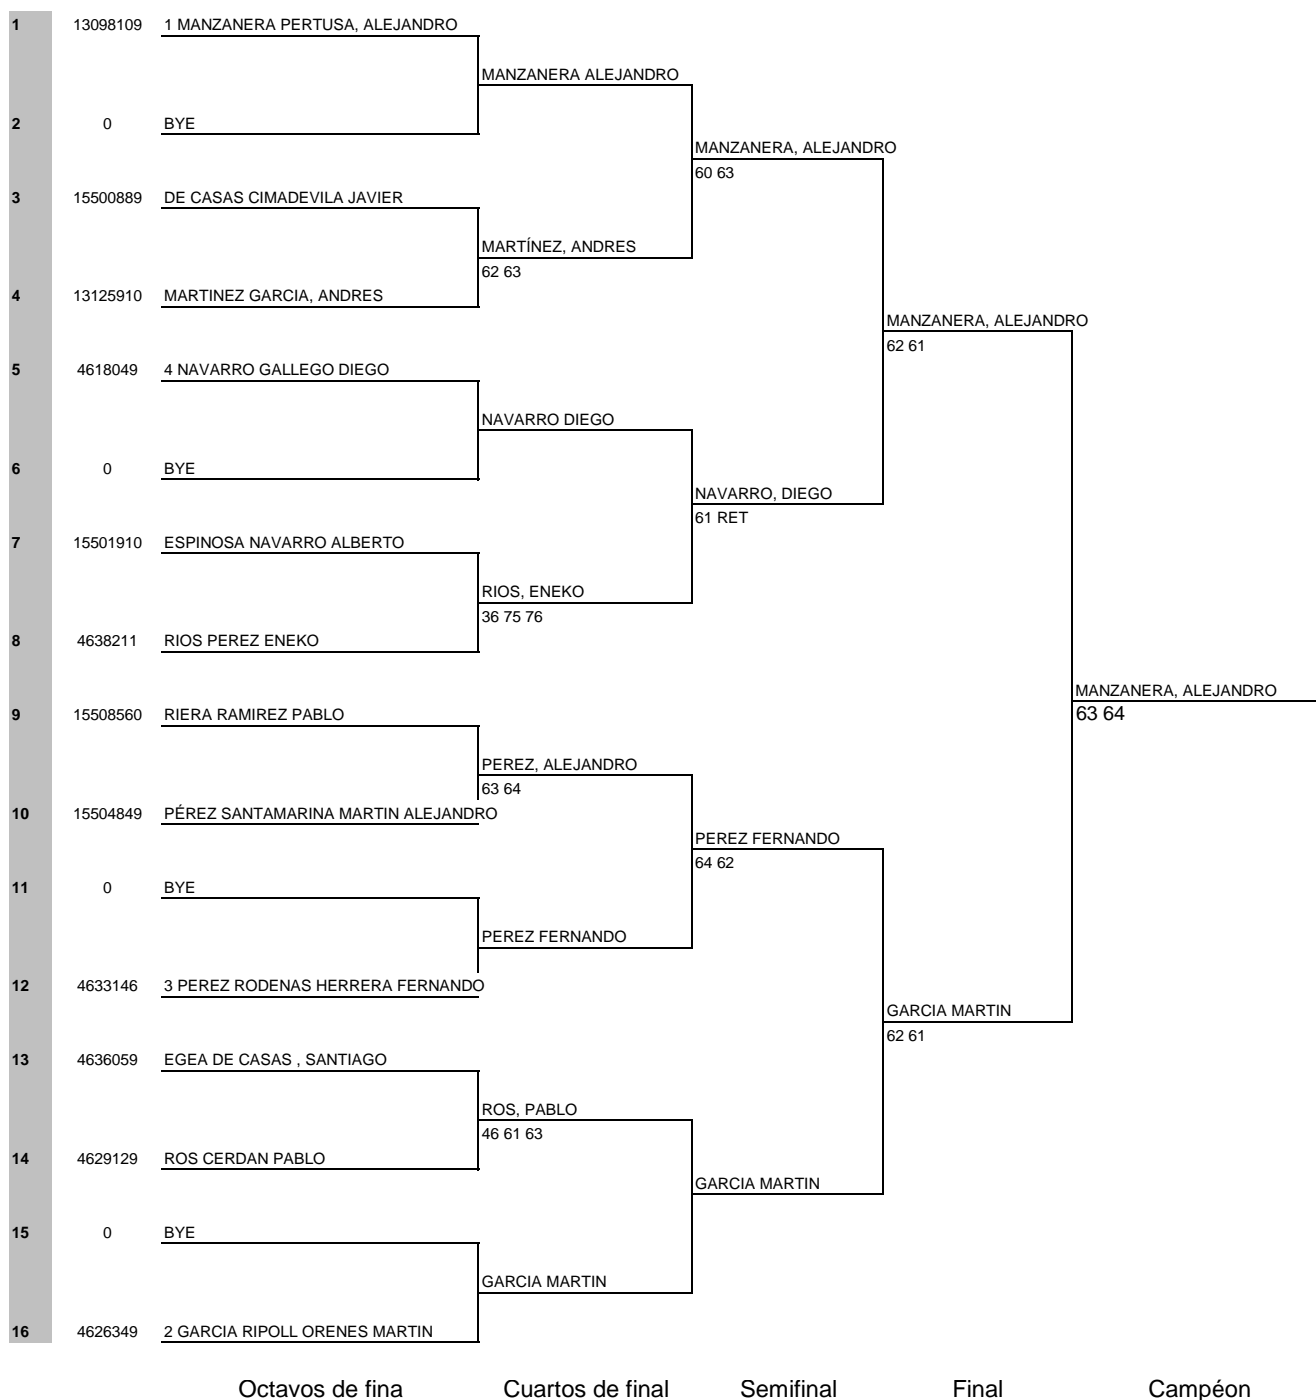 1 13098109 1 MANZANERA PERTUSA, ALEJANDRO
MANZANERA ALEJANDRO
2 0 BYE
MANZANERA, ALEJANDRO
60 63
3 15500889 DE CASAS CIMADEVILA JAVIER
MARTÍNEZ, ANDRES
62 63
4 13125910 MARTINEZ GARCIA, ANDRES
MANZANERA, ALEJANDRO
62 61
5 4618049 4 NAVARRO GALLEGO DIEGO
NAVARRO DIEGO
6 0 BYE
NAVARRO, DIEGO
61 RET
7 15501910 ESPINOSA NAVARRO ALBERTO
RIOS, ENEKO
36 75 76
8 4638211 RIOS PEREZ ENEKO
MANZANERA, ALEJANDRO
63 64
9 15508560 RIERA RAMIREZ PABLO
PEREZ, ALEJANDRO
63 64
10 15504849 PÉREZ SANTAMARINA MARTIN ALEJANDRO
PEREZ FERNANDO
64 62
11 0 BYE
PEREZ FERNANDO
12 4633146 3 PEREZ RODENAS HERRERA FERNANDO
GARCIA MARTIN
62 61
13 4636059 EGEA DE CASAS , SANTIAGO
ROS, PABLO
46 61 63
14 4629129 ROS CERDAN PABLO
GARCIA MARTIN
15 0 BYE
GARCIA MARTIN
16 4626349 2 GARCIA RIPOLL ORENES MARTIN
Octavos de fina Cuartos de final Semifinal Final Campéon